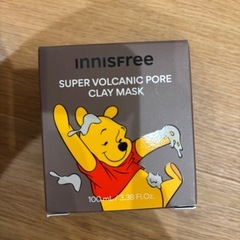 innisfree
SUPER VOLCANIC PORE
CLAY MASK
100 mL / 3.38 Fl.Oz.